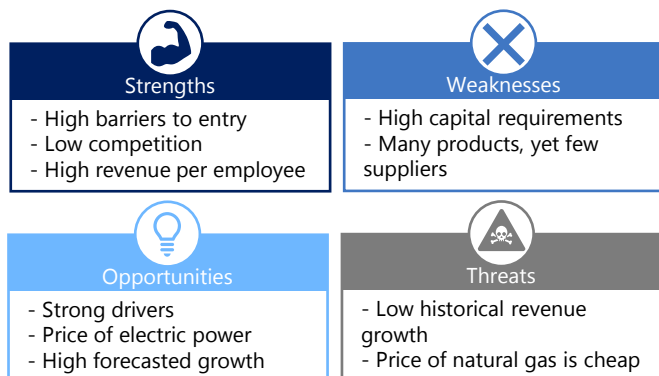 Strengths
- High barriers to entry
- Low competition
- High revenue per employee
Weaknesses
- High capital requirements
- Many products, yet few
suppliers
Opportunities
- Strong drivers
- Price of electric power
- High forecasted growth
Threats
- Low historical revenue
growth
- Price of natural gas is cheap